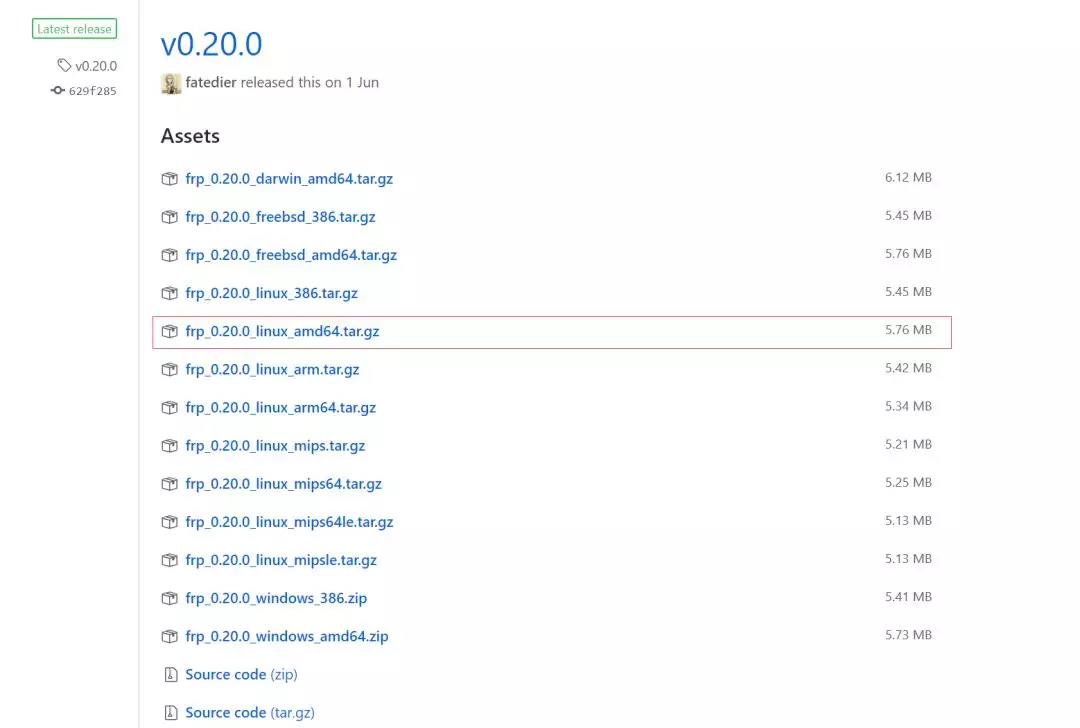 Latest release
v0.20.0
629f285
v0.20.0
fatedier released this on 1 Jun
Assets
frp_0.20.0_darwin_amd64.tar.gz 6.12 MB
frp_0.20.0_freebsd_386.tar.gz 5.45 MB
frp_0.20.0_freebsd_amd64.tar.gz 5.76 MB
frp_0.20.0_linux_386.tar.gz 5.45 MB
frp_0.20.0_linux_amd64.tar.gz 5.76 MB
frp_0.20.0_linux_arm.tar.gz 5.42 MB
frp_0.20.0_linux_arm64.tar.gz 5.34 MB
frp_0.20.0_linux_mips.tar.gz 5.21 MB
frp_0.20.0_linux_mips64.tar.gz 5.25 MB
frp_0.20.0_linux_mips64le.tar.gz 5.13 MB
frp_0.20.0_linux_mipsle.tar.gz 5.13 MB
frp_0.20.0_windows_386.zip 5.41 MB
frp_0.20.0_windows_amd64.zip 5.73 MB
Source code (zip)
Source code (tar.gz)